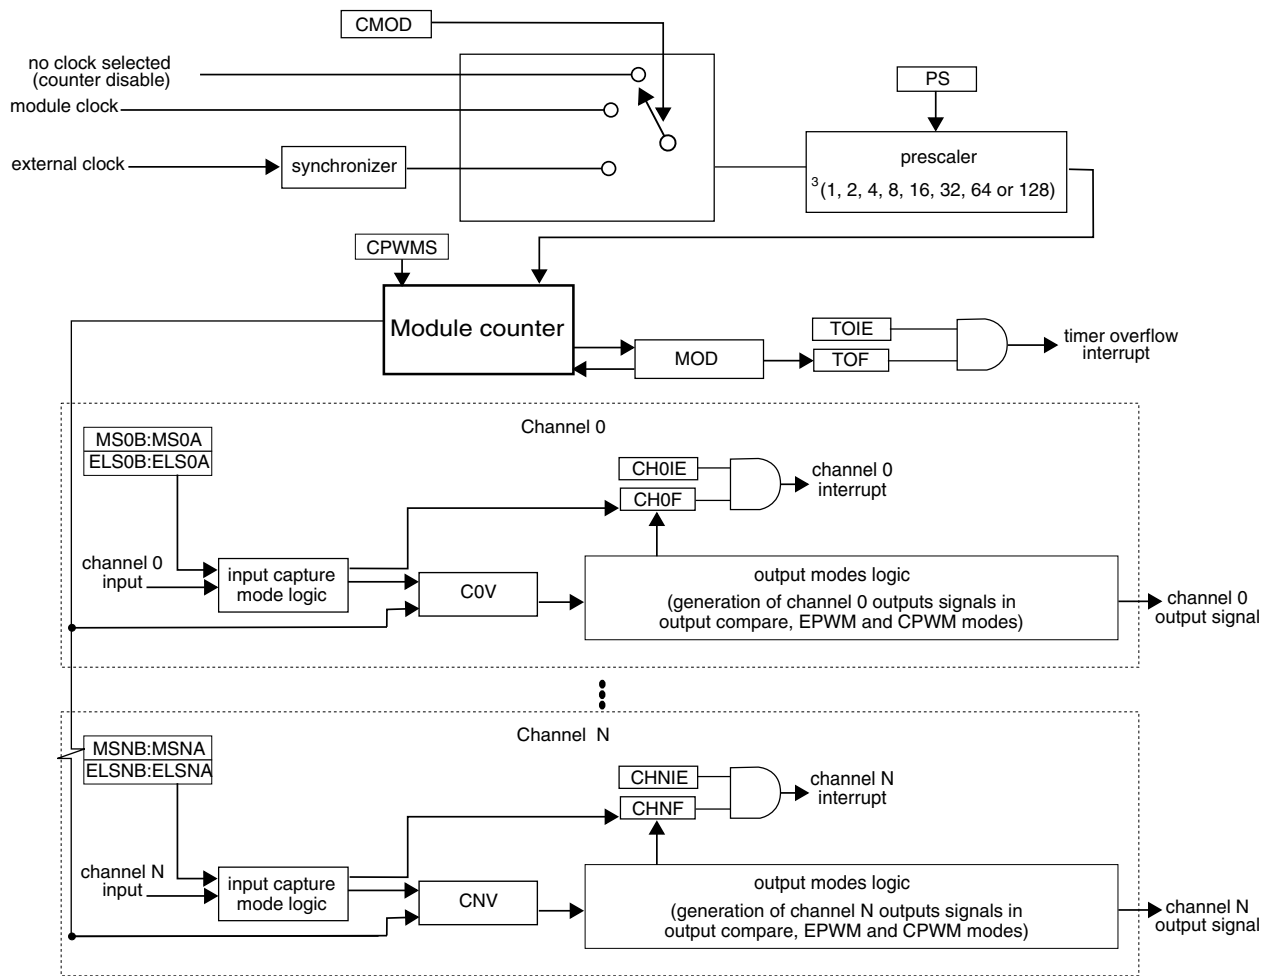 CMOD
no clock selected
(counter disable)
module clock
external clock
synchronizer
PS
prescaler
3(1, 2, 4, 8, 16, 32, 64 or 128)
CPWMS
Module counter
MOD
TOIE
TOF
timer overflow
interrupt
Channel 0
MS0B:MS0A
ELS0B:ELS0A
CH0IE
CH0F
channel 0
interrupt
channel 0
input
input capture
mode logic
C0V
output modes logic
(generation of channel 0 outputs signals in
output compare, EPWM and CPWM modes)
channel 0
output signal
Channel N
MSNB:MSNA
ELSNB:ELSNA
CHNIE
CHNF
channel N
interrupt
channel N
input
input capture
mode logic
CNV
output modes logic
(generation of channel N outputs signals in
output compare, EPWM and CPWM modes)
channel N
output signal